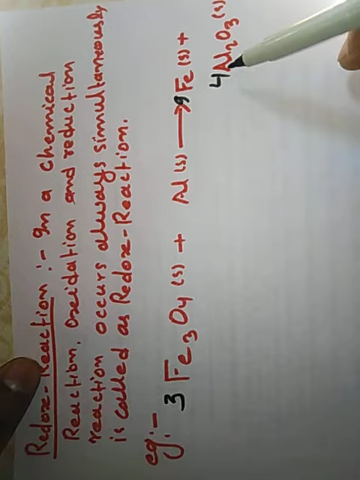 Redox-Reaction :- In a chemical
Reaction, Oxidation and reduction
reaction occurs always simultaneously
is called as Redox-Reaction.
eg:- 3 Fe3O4 (s) + Al (s) ⟶ 9Fe (s) +
4Al2O3 (s)